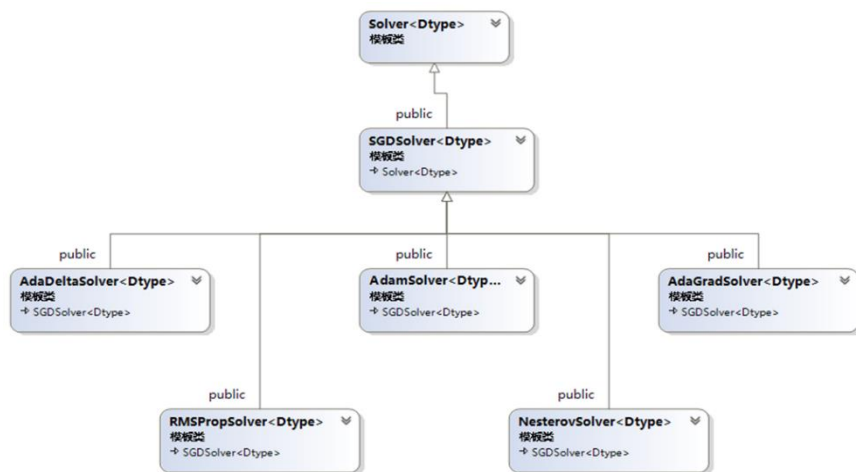 Solver<Dtype>
模板类
public
SGDSolver<Dtype>
模板类
Solver<Dtype>
public
public
public
AdaDeltaSolver<Dtype>
模板类
SGDSolver<Dtype>
AdamSolver<Dtyp...
模板类
SGDSolver<Dtype>
AdaGradSolver<Dtype>
模板类
SGDSolver<Dtype>
public
public
RMSPropSolver<Dtype>
模板类
SGDSolver<Dtype>
NesterovSolver<Dtype>
模板类
SGDSolver<Dtype>